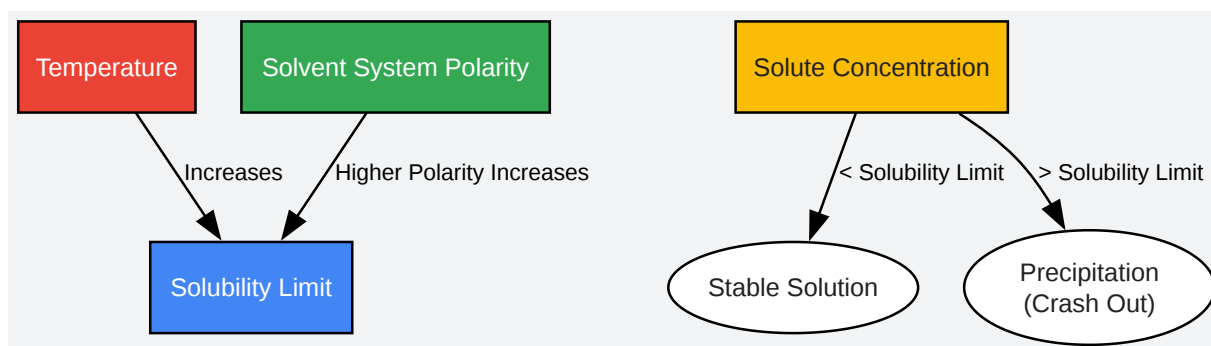 Temperature
Solvent System Polarity
Solute Concentration
Increases
Higher Polarity Increases
< Solubility Limit
> Solubility Limit
Solubility Limit
Stable Solution
Precipitation
(Crash Out)